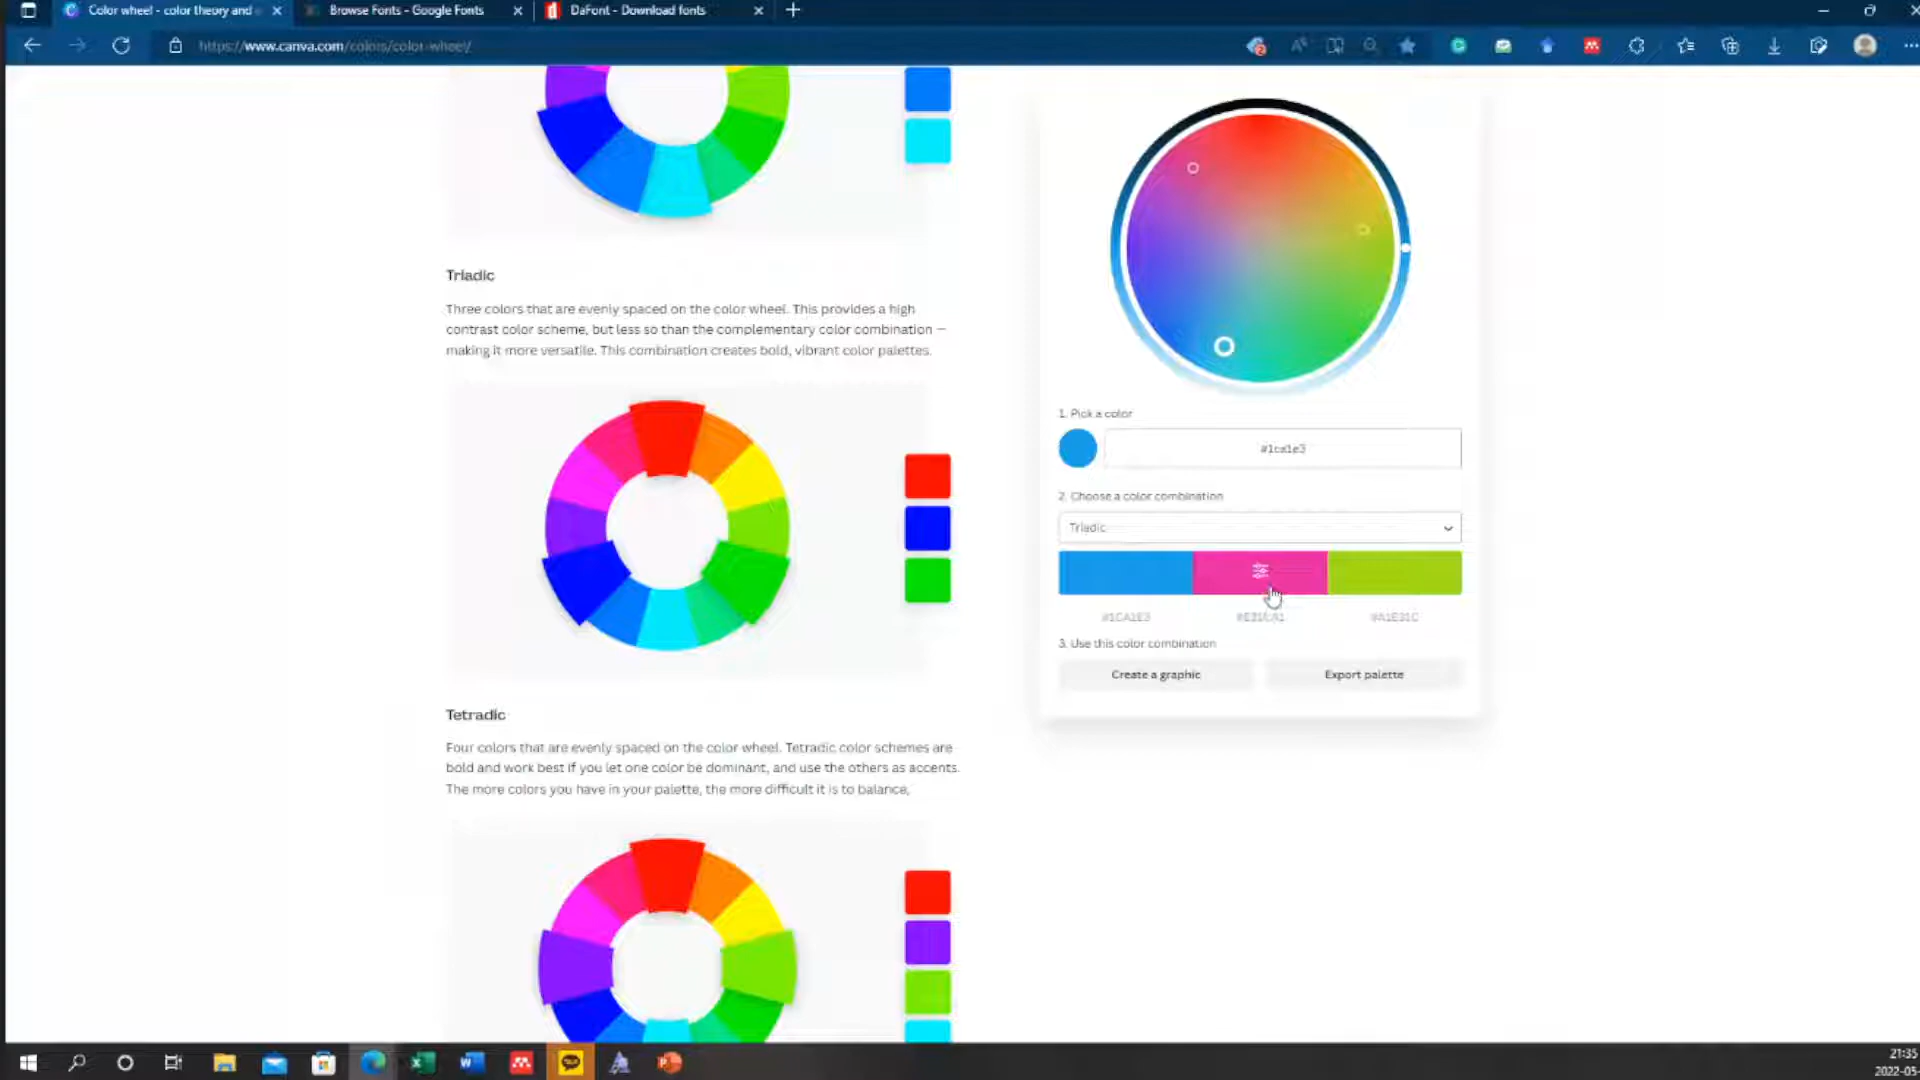 Color wheel - color theory and
Browse Fonts - Google Fonts
DaFont - Download fonts
https://www.canva.com/colors/color-wheel/
Triadic
Three colors that are evenly spaced on the color wheel. This provides a high
contrast color scheme, but less so than the complementary color combination —
making it more versatile. This combination creates bold, vibrant color palettes.
Tetradic
Four colors that are evenly spaced on the color wheel. Tetradic color schemes are
bold and work best if you let one color be dominant, and use the others as accents.
The more colors you have in your palette, the more difficult it is to balance,
1. Pick a color
#1ca1e3
2. Choose a color combination
Triadic
#1CA1E3
#E31CA1
#A1E31C
3. Use this color combination
Create a graphic
Export palette
21:35
2022-05-